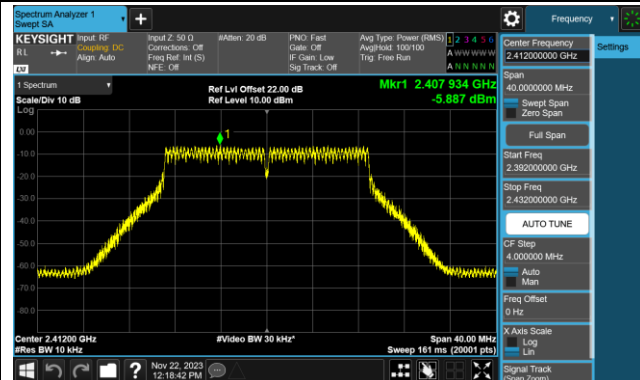 Spectrum Analyzer 1
Swept SA
+
Frequency
KEYSIGHT
RL
Input: RF
Coupling: DC
Align: Auto
Input Z: 50 Ω
Corrections: Off
Freq Ref: Int (S)
NFE: Off
#Atten: 20 dB
PNO: Fast
Gate: Off
IF Gain: Low
Sig Track: Off
Avg Type: Power (RMS)
Avg|Hold: 100/100
Trig: Free Run
1 2 3 4 5 6
A W W W W W
A N N N N N
LXI
1 Spectrum
Scale/Div 10 dB
Log
Ref Lvl Offset 22.00 dB
Ref Level 10.00 dBm
Mkr1 2.407 934 GHz
-5.887 dBm
1
0.00
-10.0
-20.0
-30.0
-40.0
-50.0
-60.0
-70.0
-80.0
Center 2.41200 GHz
#Res BW 10 kHz
#Video BW 30 kHz*
Span 40.00 MHz
Sweep 161 ms (20001 pts)
?
Nov 22, 2023
12:18:42 PM
Center Frequency
2.412000000 GHz
Settings
Span
40.0000000 MHz
Swept Span
Zero Span
Full Span
Start Freq
2.392000000 GHz
Stop Freq
2.432000000 GHz
AUTO TUNE
CF Step
4.000000 MHz
Auto
Man
Freq Offset
0 Hz
X Axis Scale
Log
Lin
Signal Track
(Span Zoom)